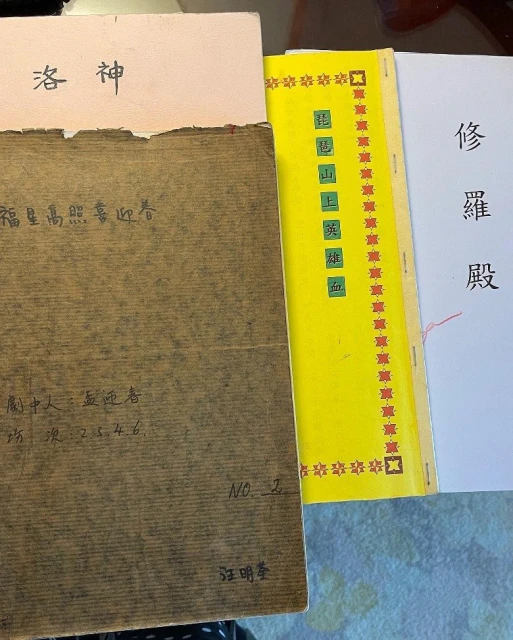 洛神
福星高照喜迎春
劇中人：孟迎春
場 次：2.3.4.6.
NO. 2
汪明荃
琵琶山上英雄血
修羅殿